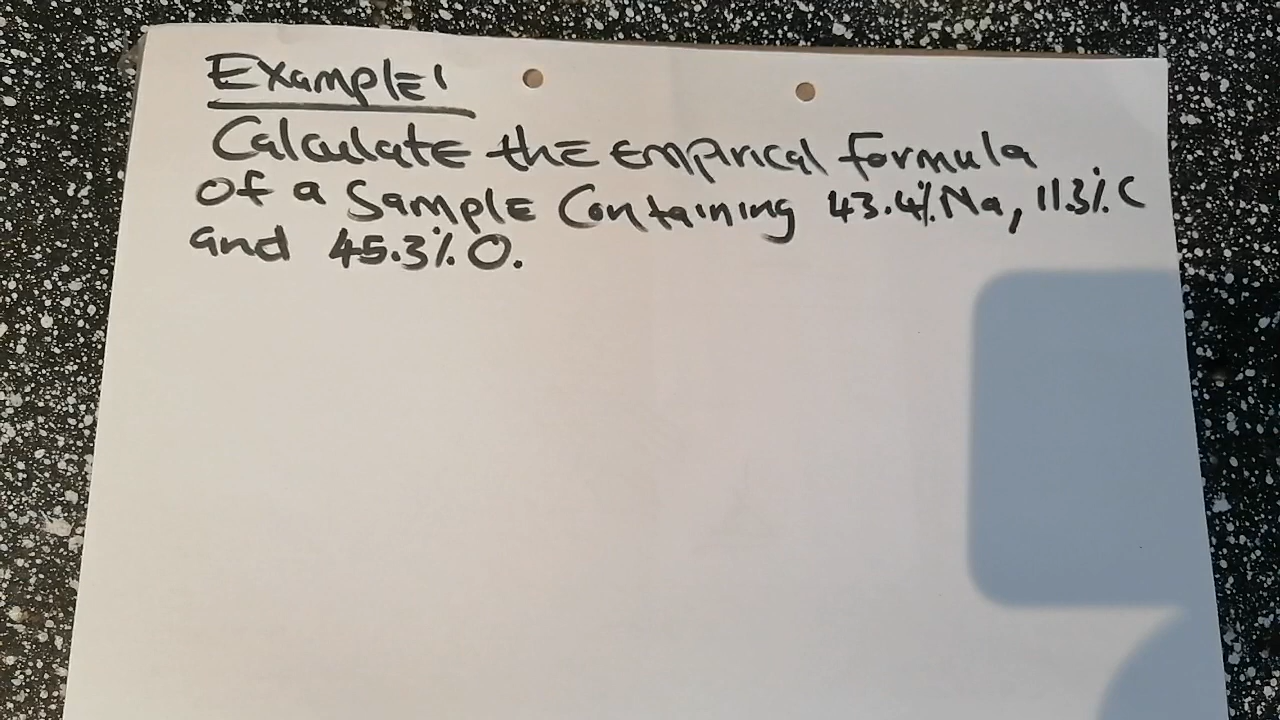 Example 1
Calculate the empirical formula
of a Sample Containing 43.4% Na, 11.3% C
and 45.3% O.